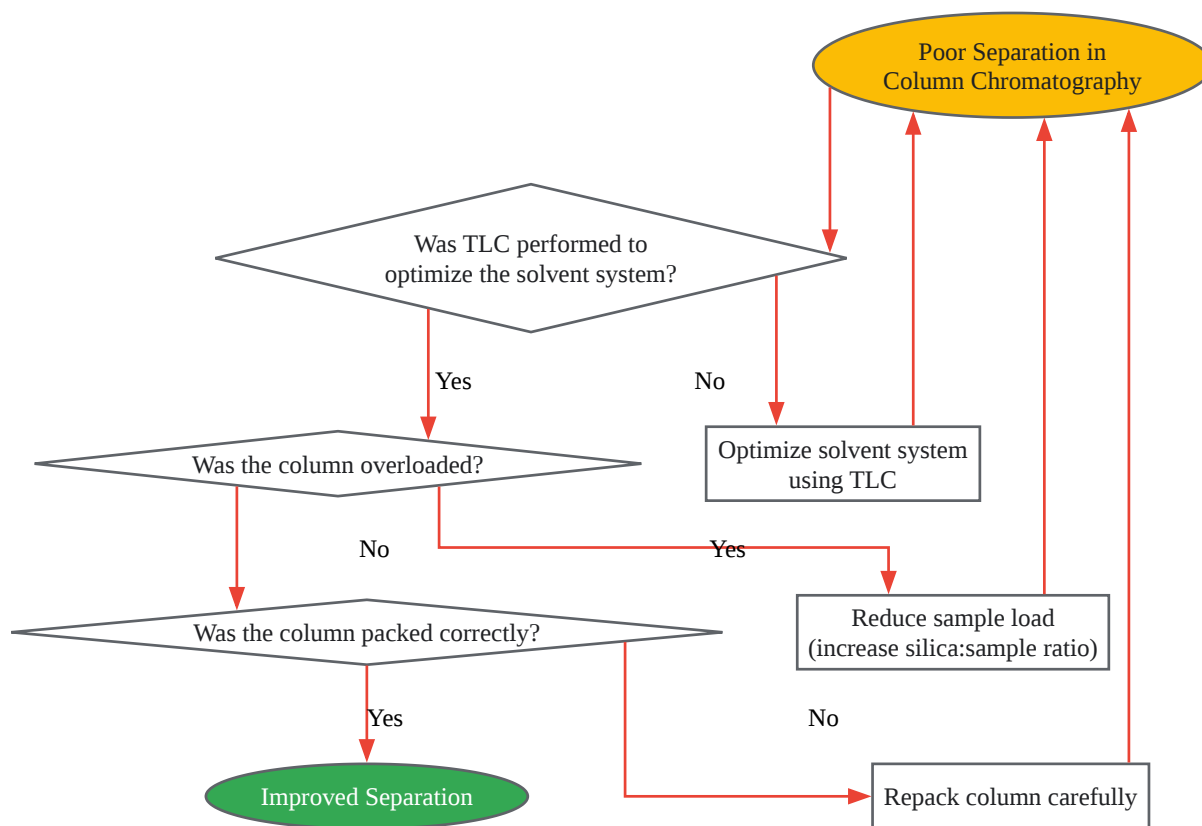 Poor Separation in
Column Chromatography
Was TLC performed to
optimize the solvent system?
Yes
No
Optimize solvent system
using TLC
Was the column overloaded?
No
Yes
Reduce sample load
(increase silica:sample ratio)
Was the column packed correctly?
Yes
No
Improved Separation
Repack column carefully